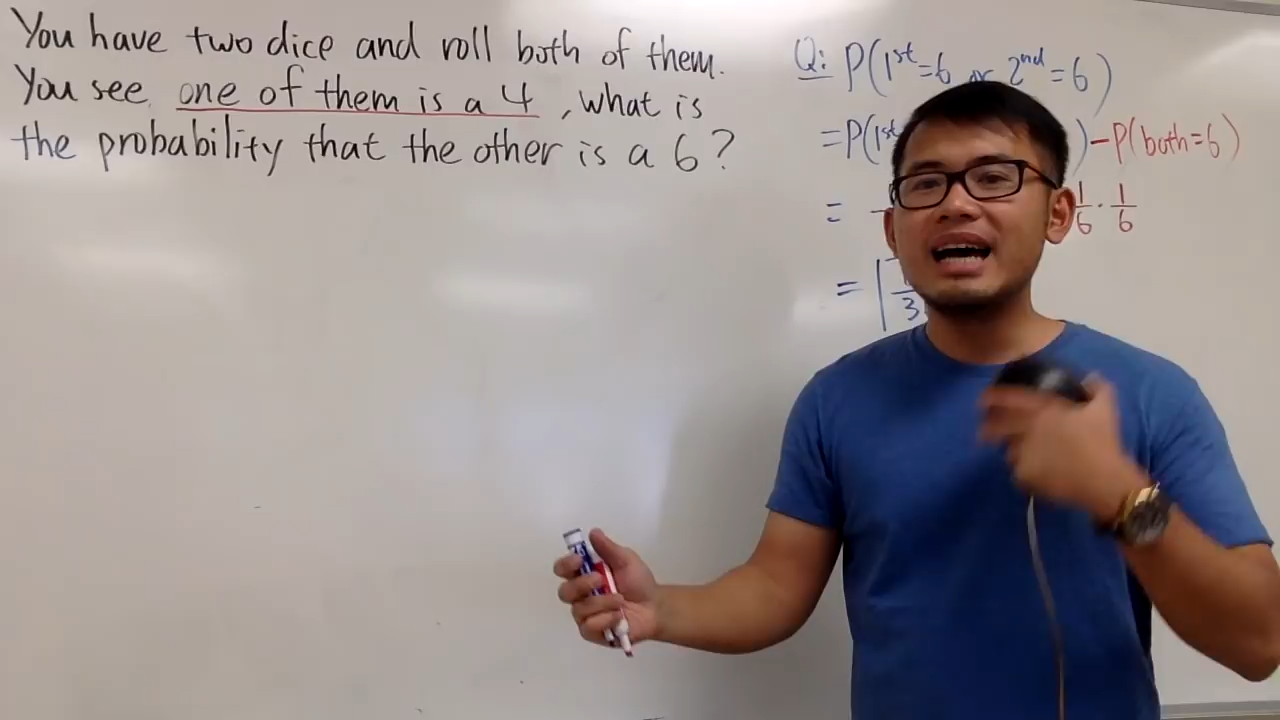 You have two dice and roll both of them.
You see one of them is a 4, what is
the probability that the other is a 6?
Q: P(1st=6 or 2nd=6)
=P(1st ) -P(both=6)
= 1/6 · 1/6
= 3